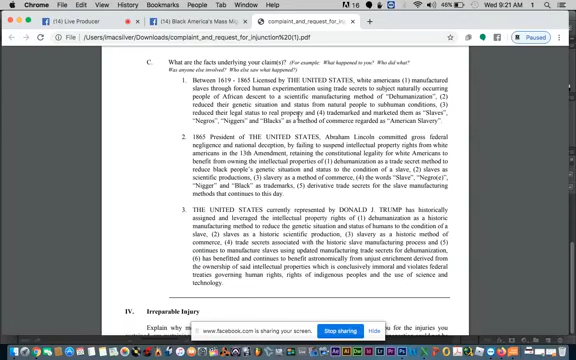 Chrome File Edit View History Bookmarks People Window Help 16 46% Wed 9:21 AM
(14) Live Producer
(14) Black America's Mass Mig
complaint_and_request_for_inj
/Users/imacsilver/Downloads/complaint_and_request_for_injunction%20(1).pdf
Paused
C. What are the facts underlying your claim(s)? (For example: What happened to you? Who did what?
Was anyone else involved? Who else saw what happened?)
1. Between 1619 - 1865 Licensed by THE UNITED STATES, white americans (1) manufactured
slaves through forced human experimentation using trade secrets to subject naturally occurring
people of African descent to a scientific manufacturing method of "Dehumanization", (2)
reduced their genetic situation and status from natural people to subhuman conditions, (3)
reduced their legal status to real property and (4) trademarked and marketed them as "Slaves",
"Negros", "Niggers" and "Blacks" as a method of commerce regarded as "American Slavery".
2. 1865 President of THE UNITED STATES, Abraham Lincoln committed gross federal
negligence and national deception, by failing to suspend intellectual property rights from white
americans in the 13th Amendment, retaining the constitutional legality for white Americans to
benefit from owning the intellectual properties of (1) dehumanization as a trade secret method to
reduce black people's genetic situation and status to the condition of a slave, (2) slaves as
scientific productions, (3) slavery as a method of commerce, (4) the words "Slave", "Negro(e)",
"Nigger" and "Black" as trademarks, (5) derivative trade secrets for the slave manufacturing
methods that continues to this day.
3. THE UNITED STATES currently represented by DONALD J. TRUMP has historically
assigned and leveraged the intellectual property rights of (1) dehumanization as a historic
manufacturing method to reduce the genetic situation and status of humans to the condition of a
slave, (2) slaves as a historic scientific production, (3) slavery as a historic method of
commerce, (4) trade secrets associated with the historic slave manufacturing process and (5)
continues to manufacture slaves using updated manufacturing trade secrets for dehumanization,
(6) has benefitted and continues to benefit astronomically from unjust enrichment derived from
the ownership of said intellectual properties which is conclusively immoral and violates federal
treaties governing human rights, rights of indigenous peoples and the use of science and
technology.
IV. Irreparable Injury
Explain why m
you for the injuries you
www.facebook.com is sharing your screen. Stop sharing Hide